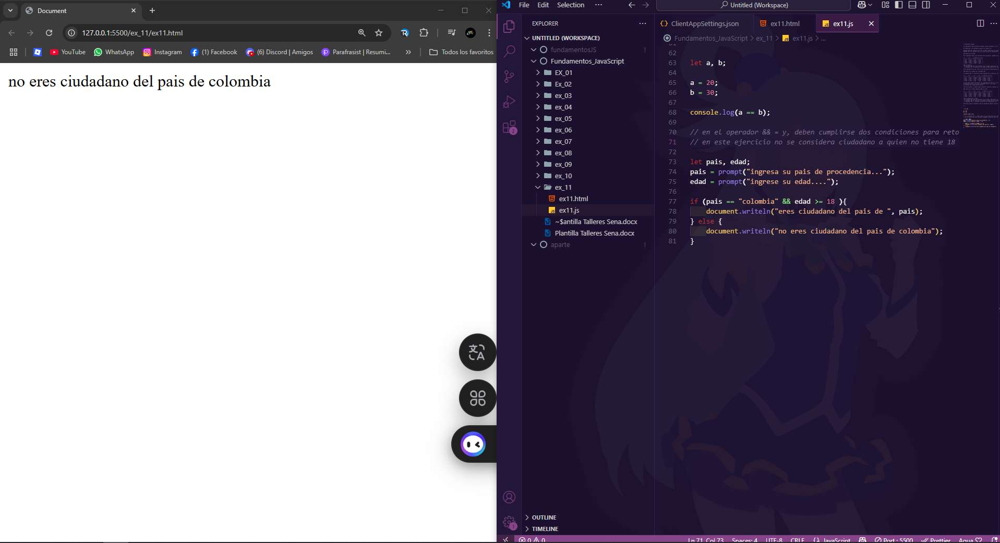 Document
127.0.0.1:5500/ex_11/ex11.html
YouTube
WhatsApp
Instagram
(1) Facebook
(6) Discord | Amigos
Parafrasist | Resumi...
»
Todos los favoritos
no eres ciudadano del pais de colombia
File Edit Selection ···
Untitled (Workspace)
EXPLORER
UNTITLED (WORKSPACE)
fundamentosJS !
Fundamentos_JavaScript
EX_01
Ex_02
ex_03
ex_04
ex_05
ex_06
ex_07
ex_08
ex_09
ex_10
ex_11
ex11.html
ex11.js
~$antilla Talleres Sena.docx
Plantilla Talleres Sena.docx
aparte !
OUTLINE
TIMELINE
ClientAppSettings.json
ex11.html
ex11.js
Fundamentos_JavaScript > ex_11 > ex11.js > ...
61
62
63 let a, b;
64
65 a = 20;
66 b = 30;
67
68 console.log(a == b);
69
70 // en el operador && = y, deben cumplirse dos condiciones para reto
71 // en este ejercicio no se considera ciudadano a quien no tiene 18
72
73 let pais, edad;
74 pais = prompt("ingresa su pais de procedencia...");
75 edad = prompt("ingrese su edad....");
76
77 if (pais == "colombia" && edad >= 18 ){
78 document.writeln("eres ciudadano del pais de ", pais);
79 } else {
80 document.writeln("no eres ciudadano del pais de colombia");
81 }
2
1
0 0
Ln 71, Col 73 Spaces: 4 UTF-8 CRLF {} JavaScript Port : 5500 Prettier Aqua